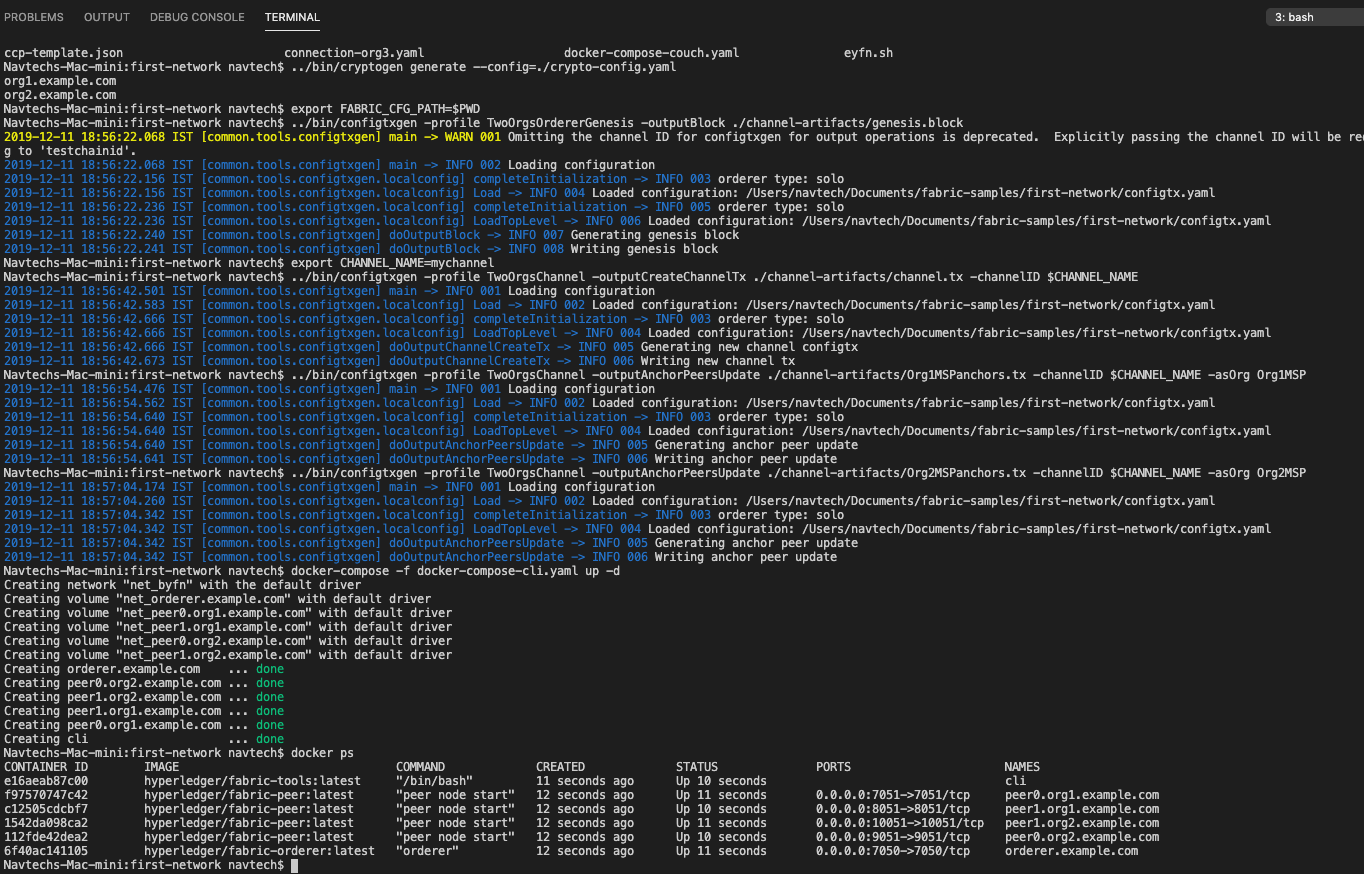 PROBLEMS OUTPUT DEBUG CONSOLE TERMINAL 3: bash
ccp-template.json connection-org3.yaml docker-compose-couch.yaml eyfn.sh
Navtechs-Mac-mini:first-network navtech$ ../bin/cryptogen generate --config=./crypto-config.yaml
org1.example.com
org2.example.com
Navtechs-Mac-mini:first-network navtech$ export FABRIC_CFG_PATH=$PWD
Navtechs-Mac-mini:first-network navtech$ ../bin/configtxgen -profile TwoOrgsOrdererGenesis -outputBlock ./channel-artifacts/genesis.block
2019-12-11 18:56:22.068 IST [common.tools.configtxgen] main -> WARN 001 Omitting the channel ID for configtxgen for output operations is deprecated.  Explicitly passing the channel ID will be re
g to 'testchainid'.
2019-12-11 18:56:22.068 IST [common.tools.configtxgen] main -> INFO 002 Loading configuration
2019-12-11 18:56:22.156 IST [common.tools.configtxgen.localconfig] completeInitialization -> INFO 003 orderer type: solo
2019-12-11 18:56:22.156 IST [common.tools.configtxgen.localconfig] Load -> INFO 004 Loaded configuration: /Users/navtech/Documents/fabric-samples/first-network/configtx.yaml
2019-12-11 18:56:22.236 IST [common.tools.configtxgen.localconfig] completeInitialization -> INFO 005 orderer type: solo
2019-12-11 18:56:22.236 IST [common.tools.configtxgen.localconfig] LoadTopLevel -> INFO 006 Loaded configuration: /Users/navtech/Documents/fabric-samples/first-network/configtx.yaml
2019-12-11 18:56:22.240 IST [common.tools.configtxgen] doOutputBlock -> INFO 007 Generating genesis block
2019-12-11 18:56:22.241 IST [common.tools.configtxgen] doOutputBlock -> INFO 008 Writing genesis block
Navtechs-Mac-mini:first-network navtech$ export CHANNEL_NAME=mychannel
Navtechs-Mac-mini:first-network navtech$ ../bin/configtxgen -profile TwoOrgsChannel -outputCreateChannelTx ./channel-artifacts/channel.tx -channelID $CHANNEL_NAME
2019-12-11 18:56:42.501 IST [common.tools.configtxgen] main -> INFO 001 Loading configuration
2019-12-11 18:56:42.583 IST [common.tools.configtxgen.localconfig] Load -> INFO 002 Loaded configuration: /Users/navtech/Documents/fabric-samples/first-network/configtx.yaml
2019-12-11 18:56:42.666 IST [common.tools.configtxgen.localconfig] completeInitialization -> INFO 003 orderer type: solo
2019-12-11 18:56:42.666 IST [common.tools.configtxgen.localconfig] LoadTopLevel -> INFO 004 Loaded configuration: /Users/navtech/Documents/fabric-samples/first-network/configtx.yaml
2019-12-11 18:56:42.666 IST [common.tools.configtxgen] doOutputChannelCreateTx -> INFO 005 Generating new channel configtx
2019-12-11 18:56:42.673 IST [common.tools.configtxgen] doOutputChannelCreateTx -> INFO 006 Writing new channel tx
Navtechs-Mac-mini:first-network navtech$ ../bin/configtxgen -profile TwoOrgsChannel -outputAnchorPeersUpdate ./channel-artifacts/Org1MSPanchors.tx -channelID $CHANNEL_NAME -asOrg Org1MSP
2019-12-11 18:56:54.476 IST [common.tools.configtxgen] main -> INFO 001 Loading configuration
2019-12-11 18:56:54.562 IST [common.tools.configtxgen.localconfig] Load -> INFO 002 Loaded configuration: /Users/navtech/Documents/fabric-samples/first-network/configtx.yaml
2019-12-11 18:56:54.640 IST [common.tools.configtxgen.localconfig] completeInitialization -> INFO 003 orderer type: solo
2019-12-11 18:56:54.640 IST [common.tools.configtxgen.localconfig] LoadTopLevel -> INFO 004 Loaded configuration: /Users/navtech/Documents/fabric-samples/first-network/configtx.yaml
2019-12-11 18:56:54.640 IST [common.tools.configtxgen] doOutputAnchorPeersUpdate -> INFO 005 Generating anchor peer update
2019-12-11 18:56:54.641 IST [common.tools.configtxgen] doOutputAnchorPeersUpdate -> INFO 006 Writing anchor peer update
Navtechs-Mac-mini:first-network navtech$ ../bin/configtxgen -profile TwoOrgsChannel -outputAnchorPeersUpdate ./channel-artifacts/Org2MSPanchors.tx -channelID $CHANNEL_NAME -asOrg Org2MSP
2019-12-11 18:57:04.174 IST [common.tools.configtxgen] main -> INFO 001 Loading configuration
2019-12-11 18:57:04.260 IST [common.tools.configtxgen.localconfig] Load -> INFO 002 Loaded configuration: /Users/navtech/Documents/fabric-samples/first-network/configtx.yaml
2019-12-11 18:57:04.342 IST [common.tools.configtxgen.localconfig] completeInitialization -> INFO 003 orderer type: solo
2019-12-11 18:57:04.342 IST [common.tools.configtxgen.localconfig] LoadTopLevel -> INFO 004 Loaded configuration: /Users/navtech/Documents/fabric-samples/first-network/configtx.yaml
2019-12-11 18:57:04.342 IST [common.tools.configtxgen] doOutputAnchorPeersUpdate -> INFO 005 Generating anchor peer update
2019-12-11 18:57:04.342 IST [common.tools.configtxgen] doOutputAnchorPeersUpdate -> INFO 006 Writing anchor peer update
Navtechs-Mac-mini:first-network navtech$ docker-compose -f docker-compose-cli.yaml up -d
Creating network "net_byfn" with the default driver
Creating volume "net_orderer.example.com" with default driver
Creating volume "net_peer0.org1.example.com" with default driver
Creating volume "net_peer1.org1.example.com" with default driver
Creating volume "net_peer0.org2.example.com" with default driver
Creating volume "net_peer1.org2.example.com" with default driver
Creating orderer.example.com    ... done
Creating peer0.org2.example.com ... done
Creating peer1.org2.example.com ... done
Creating peer1.org1.example.com ... done
Creating peer0.org1.example.com ... done
Creating cli                    ... done
Navtechs-Mac-mini:first-network navtech$ docker ps
CONTAINER ID IMAGE COMMAND CREATED STATUS PORTS NAMES
e16aeab87c00 hyperledger/fabric-tools:latest "/bin/bash" 11 seconds ago Up 10 seconds cli
f97570747c42 hyperledger/fabric-peer:latest "peer node start" 12 seconds ago Up 11 seconds 0.0.0.0:7051->7051/tcp peer0.org1.example.com
c12505cdcbf7 hyperledger/fabric-peer:latest "peer node start" 12 seconds ago Up 10 seconds 0.0.0.0:8051->8051/tcp peer1.org1.example.com
1542da098ca2 hyperledger/fabric-peer:latest "peer node start" 12 seconds ago Up 11 seconds 0.0.0.0:10051->10051/tcp peer1.org2.example.com
112fde42dea2 hyperledger/fabric-peer:latest "peer node start" 12 seconds ago Up 10 seconds 0.0.0.0:9051->9051/tcp peer0.org2.example.com
6f40ac141105 hyperledger/fabric-orderer:latest "orderer" 12 seconds ago Up 11 seconds 0.0.0.0:7050->7050/tcp orderer.example.com
Navtechs-Mac-mini:first-network navtech$